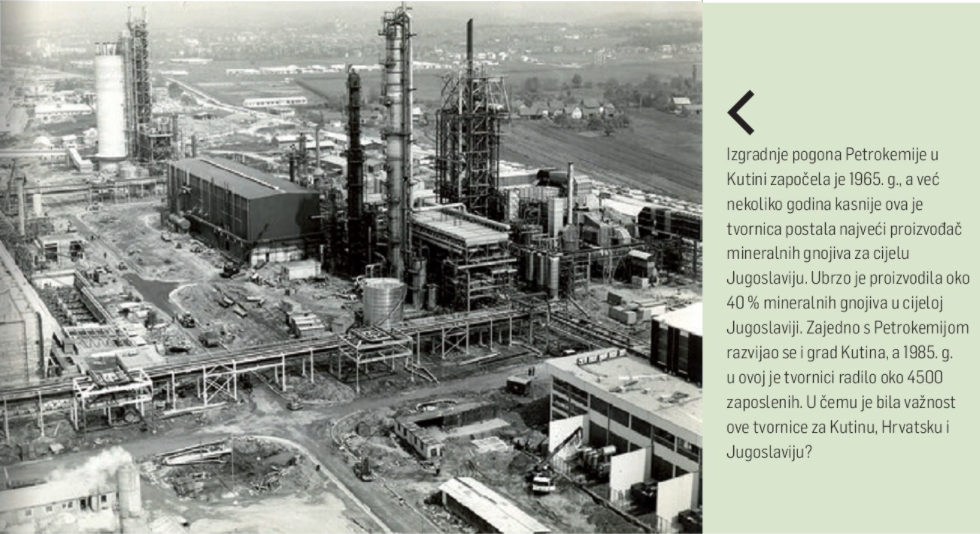 Izgradnje pogona Petrokemije u
Kutini započela je 1965. g., a već
nekoliko godina kasnije ova je
tvornica postala najveći proizvođač
mineralnih gnojiva za cijelu
Jugoslaviju. Ubrzo je proizvodila oko
40 % mineralnih gnojiva u cijeloj
Jugoslaviji. Zajedno s Petrokemijom
razvijao se i grad Kutina, a 1985. g.
u ovoj je tvornici radilo oko 4500
zaposlenih. U čemu je bila važnost
ove tvornice za Kutinu, Hrvatsku i
Jugoslaviju?